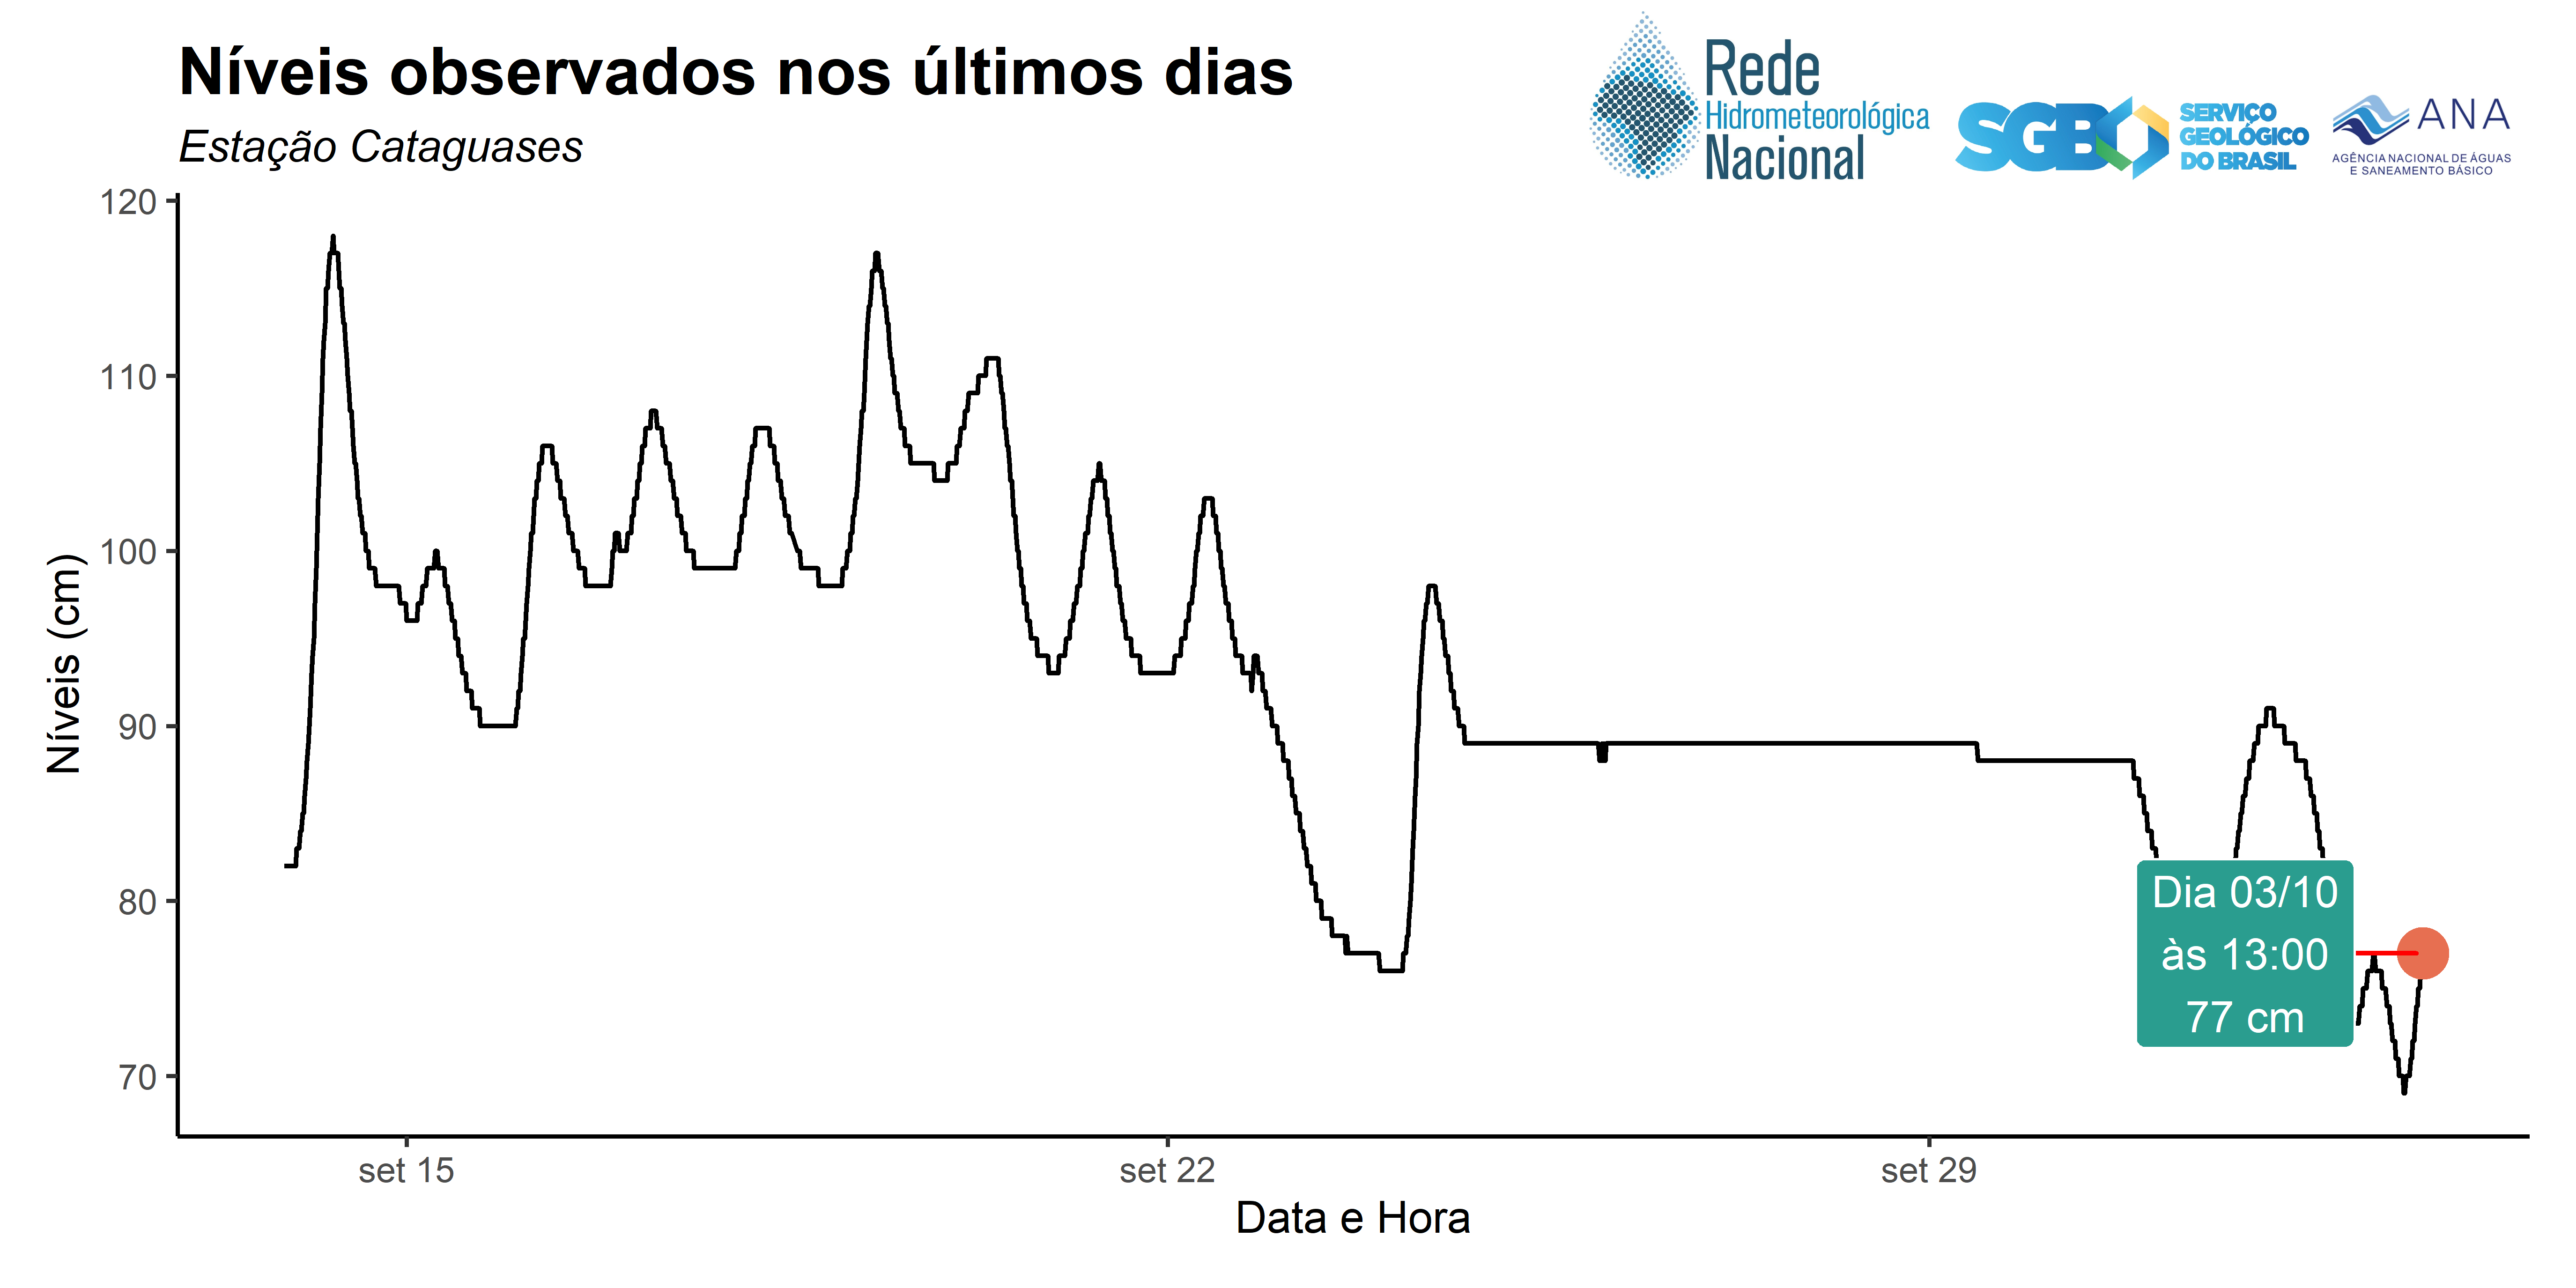 Níveis observados nos últimos dias
Estação Cataguases
Rede
Hidrometeorológica
Nacional
SGB
SERVIÇO
GEOLÓGICO
DO BRASIL
ANA
AGÊNCIA NACIONAL DE ÁGUAS
E SANEAMENTO BÁSICO
120
110
100
90
80
70
Níveis (cm)
Dia 03/10
às 13:00
77 cm
set 15
set 22
set 29
Data e Hora